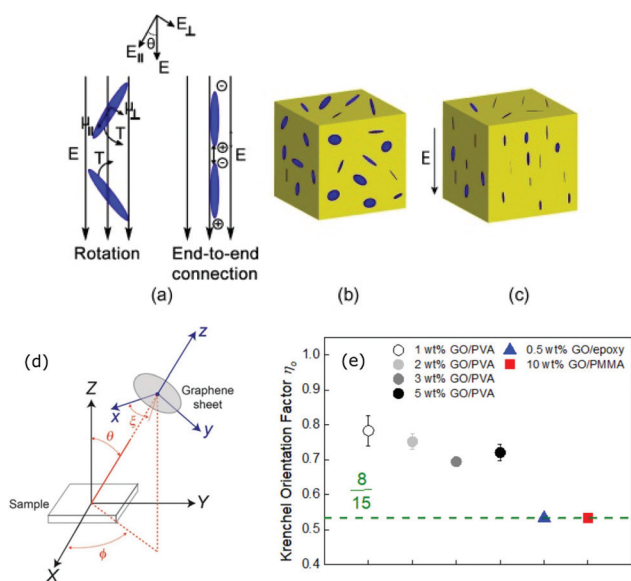 E⊥
θ
E∥
E
μ∥
μ⊥
T
E
T
E
⊖
⊕
⊖
⊕
Rotation
End-to-end
connection
(a)
E
(b)
(c)
(d)
z
Graphene
sheet
Z
x
ξ
y
θ
Sample
Y
X
ϕ
(e)
1 wt% GO/PVA
2 wt% GO/PVA
3 wt% GO/PVA
5 wt% GO/PVA
0.5 wt% GO/epoxy
10 wt% GO/PMMA
Krenchel Orientation Factor ηo
1.0
0.9
0.8
0.7
0.6
0.5
0.4
8
15